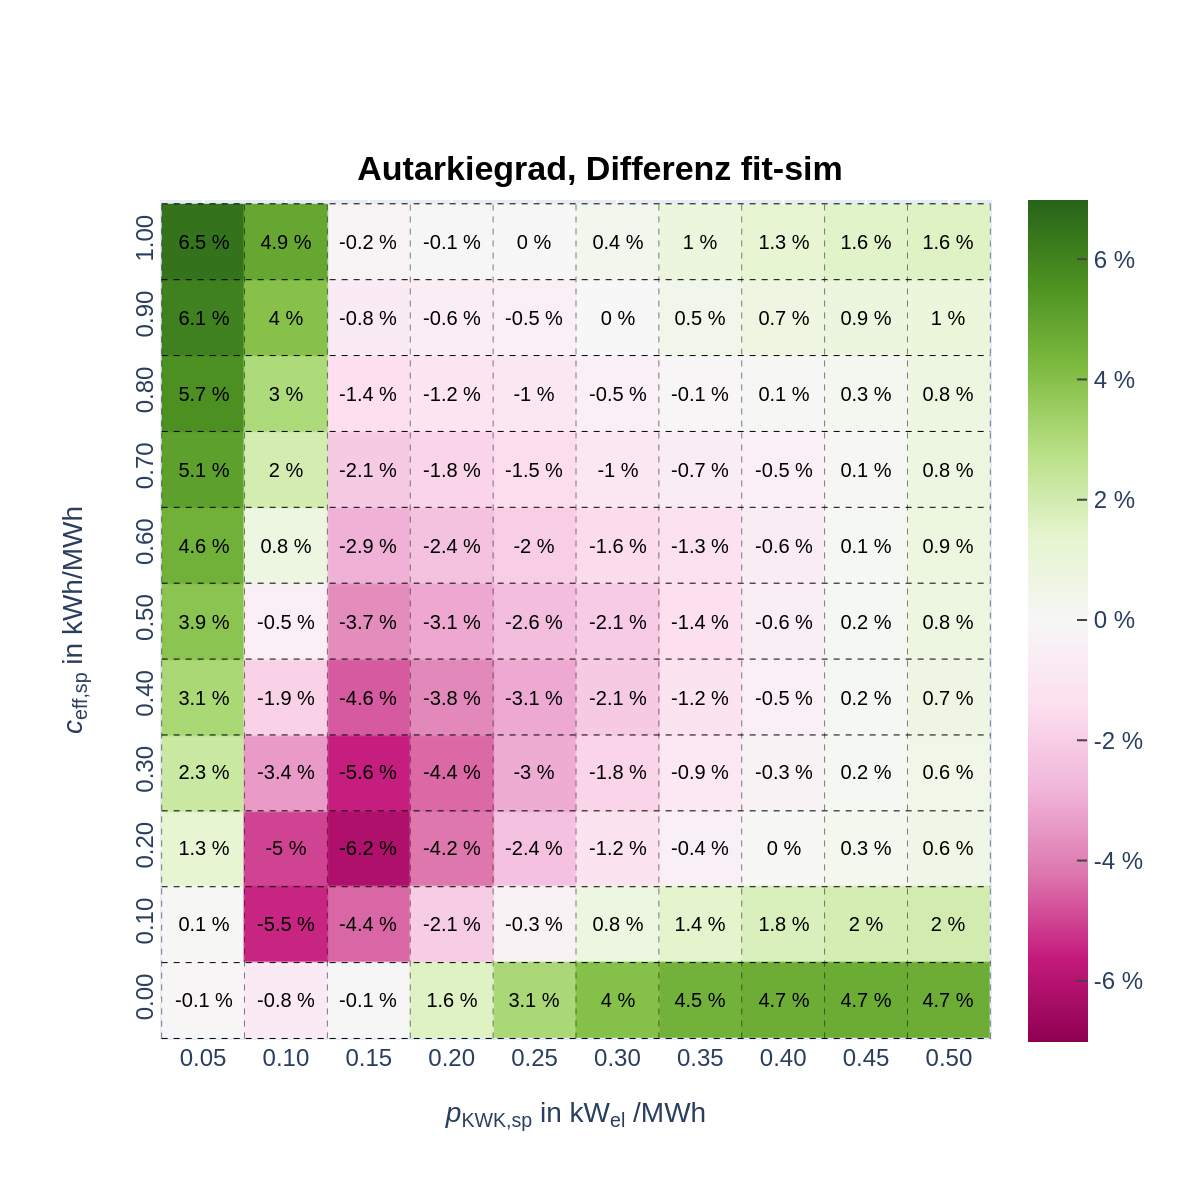 Autarkiegrad, Differenz fit-sim
1.00 6.5 % 4.9 % -0.2 % -0.1 % 0 % 0.4 % 1 % 1.3 % 1.6 % 1.6 %
0.90 6.1 % 4 % -0.8 % -0.6 % -0.5 % 0 % 0.5 % 0.7 % 0.9 % 1 %
0.80 5.7 % 3 % -1.4 % -1.2 % -1 % -0.5 % -0.1 % 0.1 % 0.3 % 0.8 %
0.70 5.1 % 2 % -2.1 % -1.8 % -1.5 % -1 % -0.7 % -0.5 % 0.1 % 0.8 %
0.60 4.6 % 0.8 % -2.9 % -2.4 % -2 % -1.6 % -1.3 % -0.6 % 0.1 % 0.9 %
0.50 3.9 % -0.5 % -3.7 % -3.1 % -2.6 % -2.1 % -1.4 % -0.6 % 0.2 % 0.8 %
0.40 3.1 % -1.9 % -4.6 % -3.8 % -3.1 % -2.1 % -1.2 % -0.5 % 0.2 % 0.7 %
0.30 2.3 % -3.4 % -5.6 % -4.4 % -3 % -1.8 % -0.9 % -0.3 % 0.2 % 0.6 %
0.20 1.3 % -5 % -6.2 % -4.2 % -2.4 % -1.2 % -0.4 % 0 % 0.3 % 0.6 %
0.10 0.1 % -5.5 % -4.4 % -2.1 % -0.3 % 0.8 % 1.4 % 1.8 % 2 % 2 %
0.00 -0.1 % -0.8 % -0.1 % 1.6 % 3.1 % 4 % 4.5 % 4.7 % 4.7 % 4.7 %
0.05 0.10 0.15 0.20 0.25 0.30 0.35 0.40 0.45 0.50
p_KWK,sp in kW_el /MWh
c_eff,sp in kWh/MWh
6 %
4 %
2 %
0 %
-2 %
-4 %
-6 %